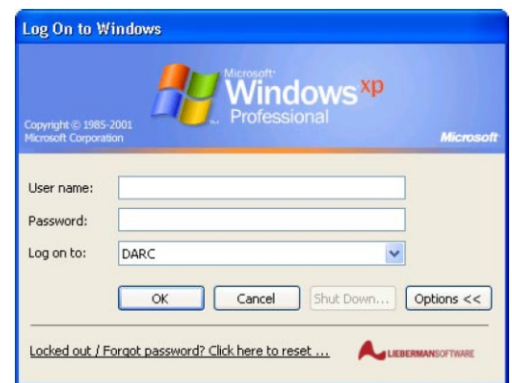 Log On to Windows
Microsoft
Windows xp
Professional
Copyright © 1985-2001
Microsoft Corporation
Microsoft
User name:
Password:
Log on to: DARC
OK Cancel Shut Down... Options <<
Locked out / Forgot password? Click here to reset ... LIEBERMANSOFTWARE